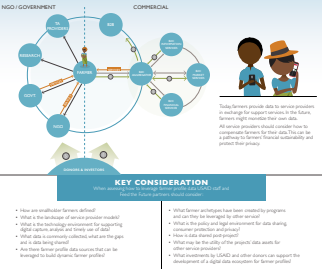 NGO / GOVERNMENT
COMMERCIAL
B2B
RESEARCH
FARMER
GOVT.
NGO
DONORS & INVESTORS
Today, farmers provide data to service providers
in exchange for support services. In the future,
farmers might monetize their own data.
All service providers should consider how to
compensate farmers for their data. This can be
a pathway to farmers' financial sustainability and
protect their privacy.
KEY CONSIDERATION
When assessing how to leverage farmer profile data USAID staff and
Feed the Future partners should consider:
• How are smallholder farmers defined?
• What is the landscape of service provider models?
• What is the technology environment for supporting
digital capture, analysis and timely use of data?
• What data is commonly collected, what are the gaps
and is data being shared?
• Are there farmer profile data sources that can be
leveraged to build dynamic farmer profiles?
• What farmer archetypes have been created by programs
and can they be leveraged by other service?
• What is the policy and legal environment for data sharing,
consumer protection and privacy?
• How is data shared post-project?
• What may be the utility of the projects' data assets for
other service providers?
• What investments by USAID and other donors can support the
development of a digital data ecosystem for farmer profiles?